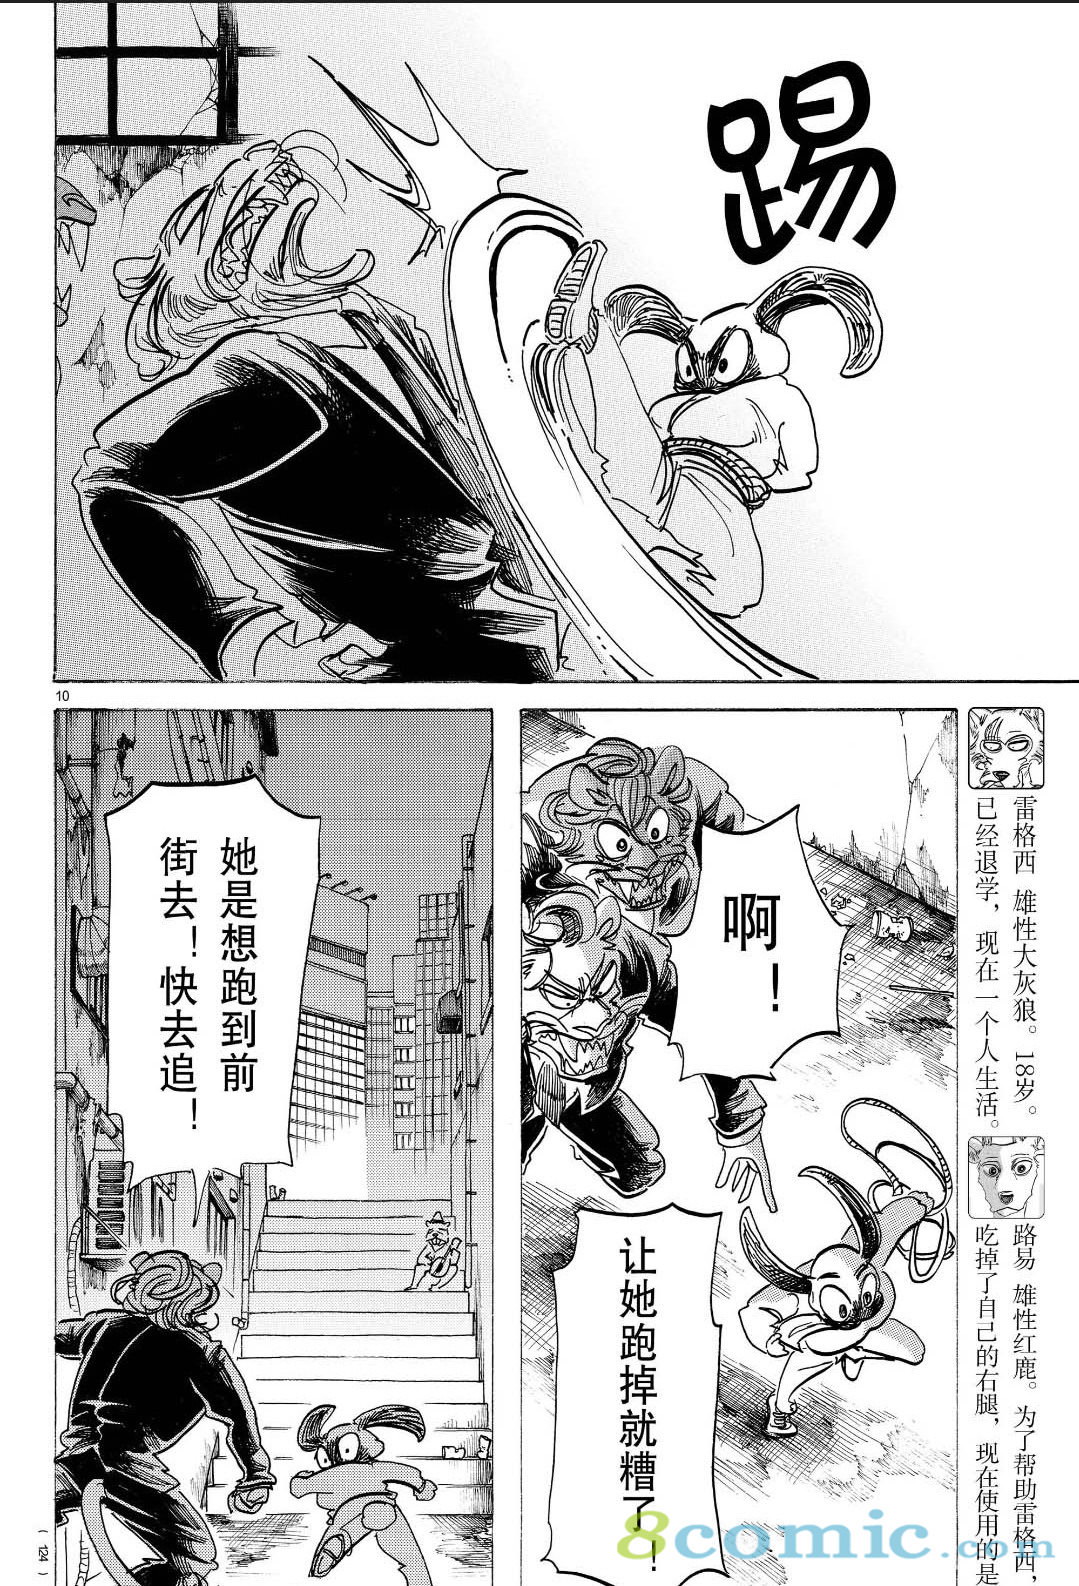 踢
10
啊！
让她跑掉就糟了！
她是想跑到前
街去！快去追！
雷格西 雄性大灰狼。18岁。
已经退学，现在一个人生活。
路易 雄性红鹿。为了帮助雷格西，
吃掉了自己的右腿，现在使用的是
(124)
8comic.com